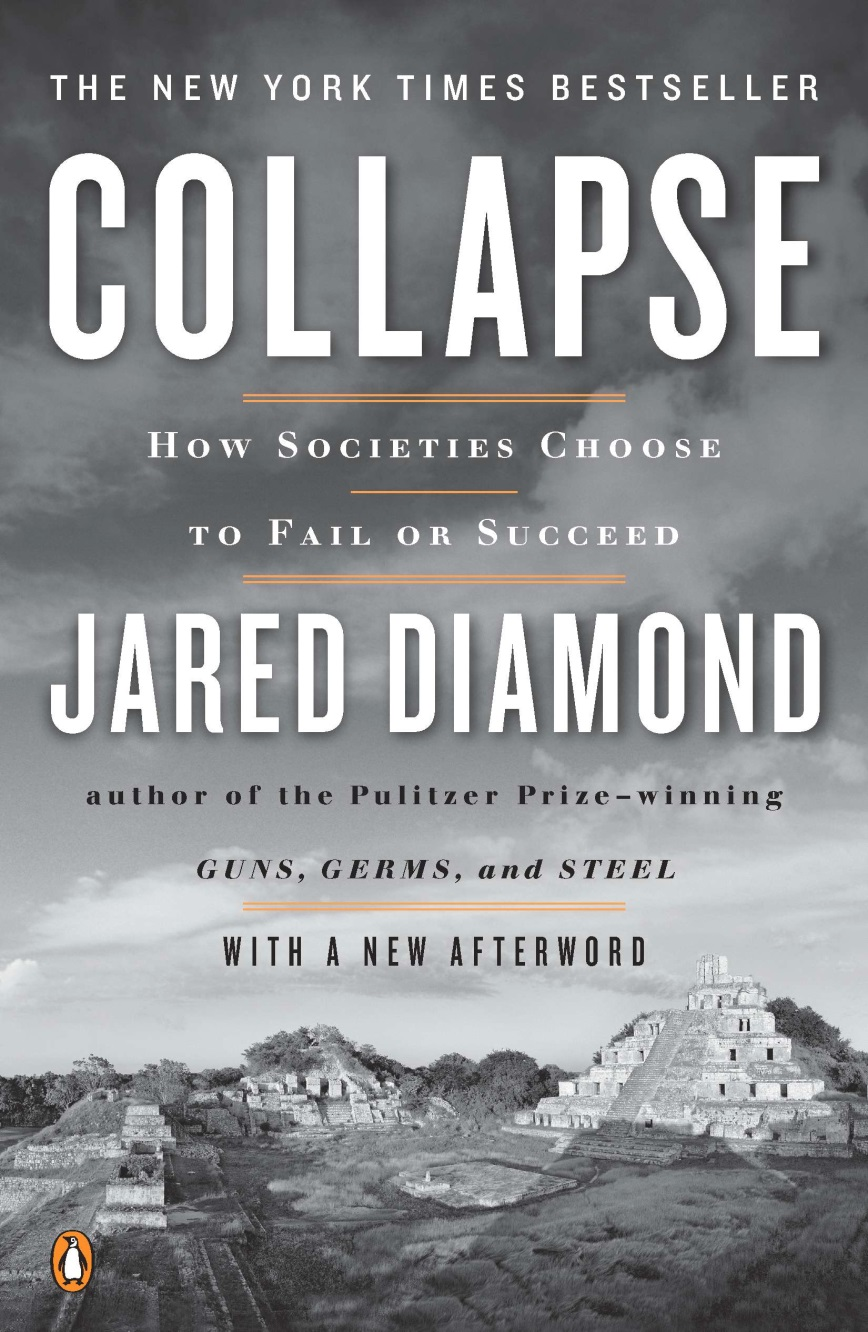 THE NEW YORK TIMES BESTSELLER
COLLAPSE
HOW SOCIETIES CHOOSE
TO FAIL OR SUCCEED
JARED DIAMOND
author of the Pulitzer Prize–winning
GUNS, GERMS, and STEEL
WITH A NEW AFTERWORD